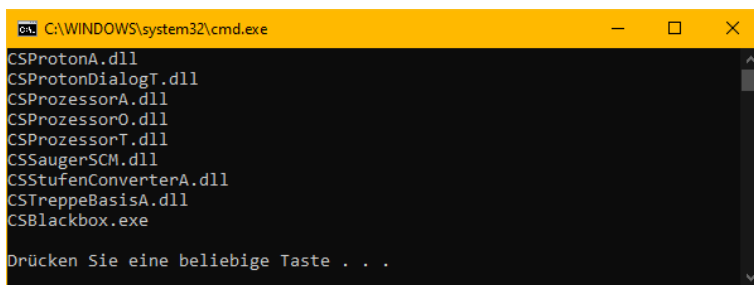 C:\WINDOWS\system32\cmd.exe
CSProtonA.dll
CSProtonDialogT.dll
CSProzessorA.dll
CSProzessorO.dll
CSProzessorT.dll
CSSaugerSCM.dll
CSStufenConverterA.dll
CSTreppeBasisA.dll
CSBlackbox.exe
Drücken Sie eine beliebige Taste . . .